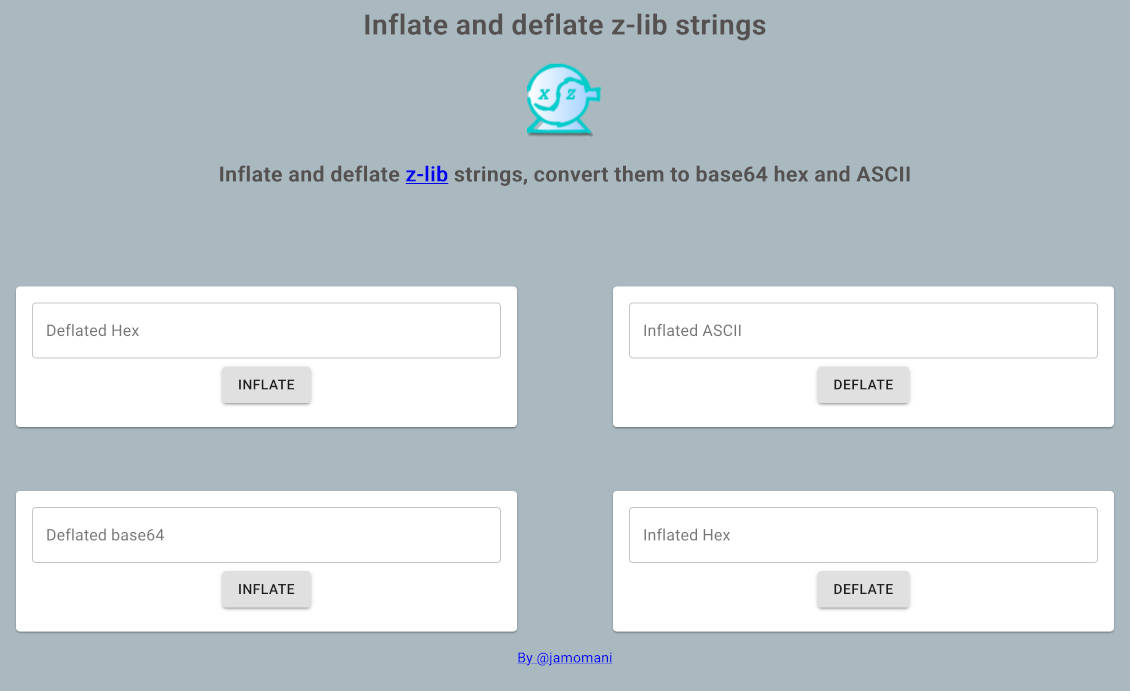 Inflate and deflate z-lib strings
X Z
Inflate and deflate z-lib strings, convert them to base64 hex and ASCII
Deflated Hex
INFLATE
Inflated ASCII
DEFLATE
Deflated base64
INFLATE
Inflated Hex
DEFLATE
By @jamomani